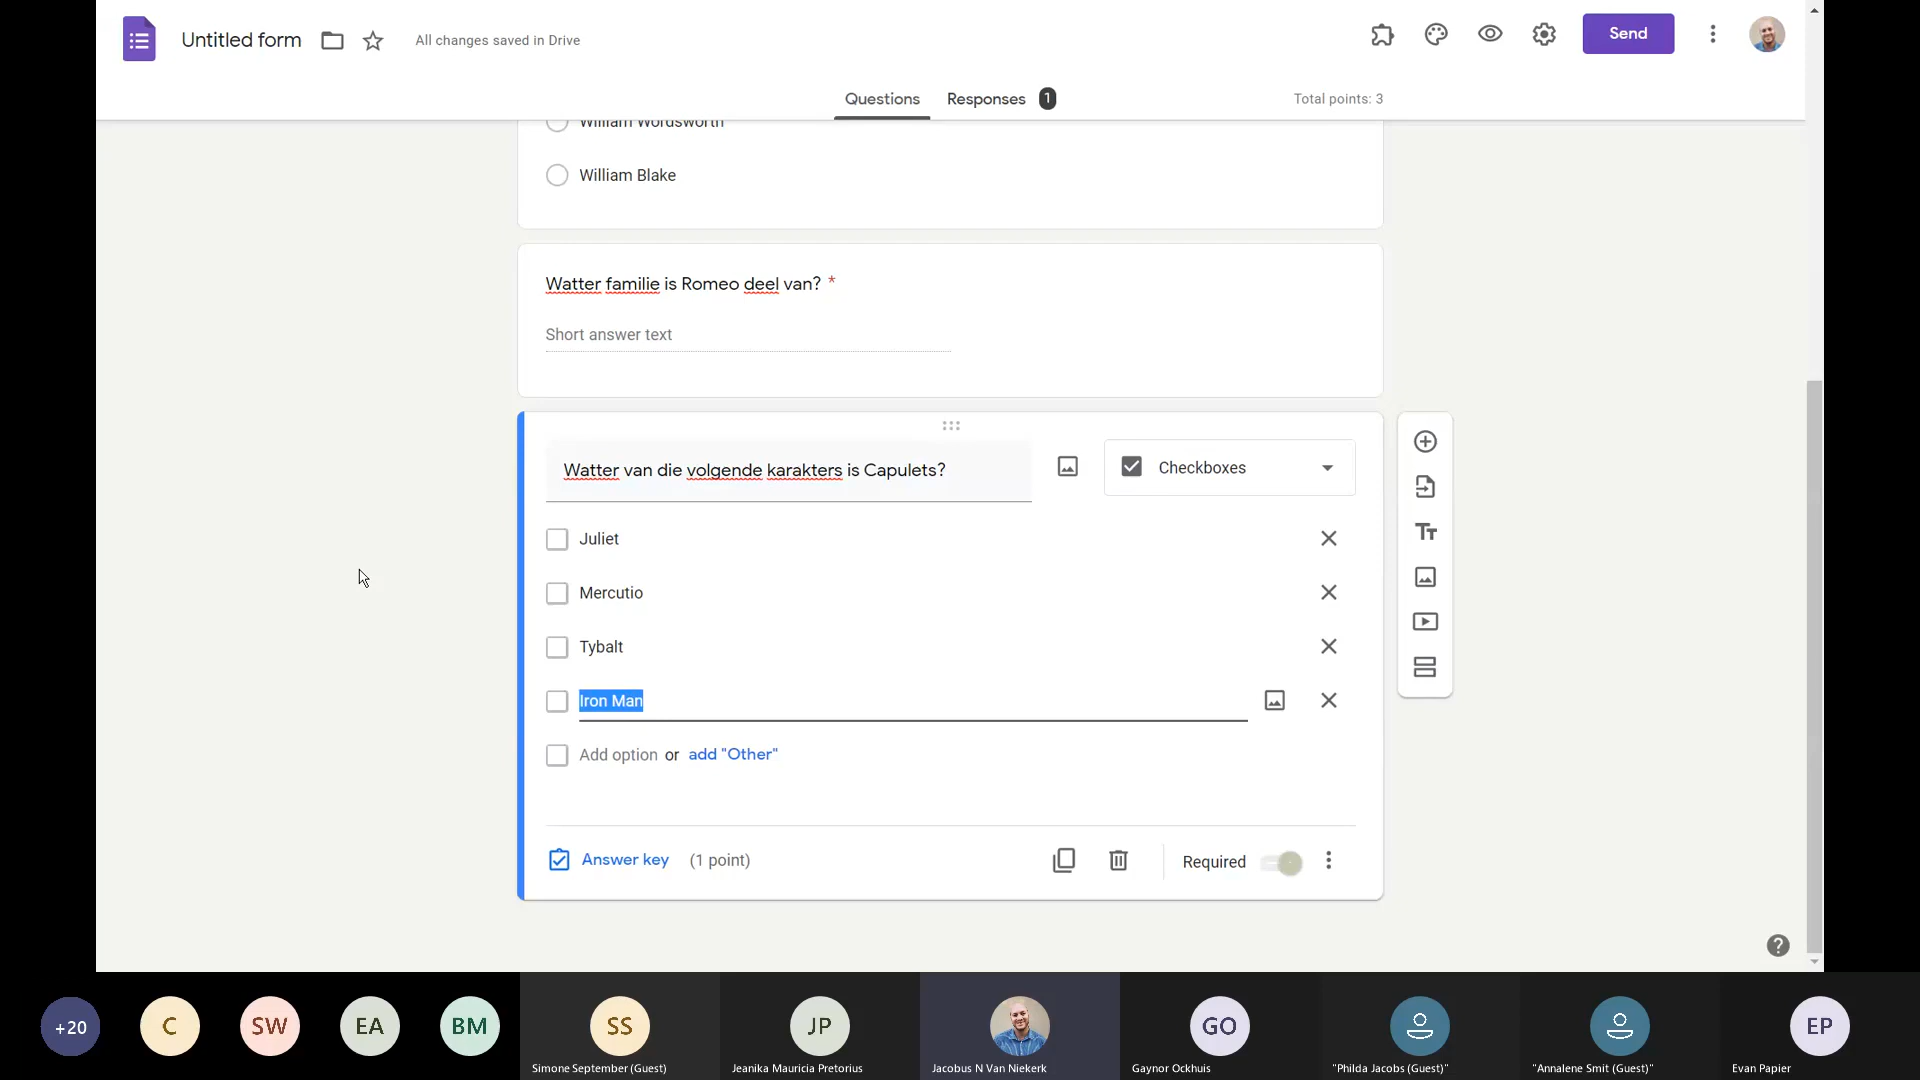 Untitled form
All changes saved in Drive
Send
Questions
Responses
1
Total points: 3
William Wordsworth
William Blake
Watter familie is Romeo deel van? *
Short answer text
Watter van die volgende karakters is Capulets?
Checkboxes
Juliet
Mercutio
Tybalt
Iron Man
Add option or add "Other"
Answer key (1 point)
Required
+20
C
SW
EA
BM
SS
JP
GO
EP
Simone September (Guest)
Jeanika Mauricia Pretorius
Jacobus N Van Niekerk
Gaynor Ockhuis
"Philda Jacobs (Guest)"
"Annalene Smit (Guest)"
Evan Papier